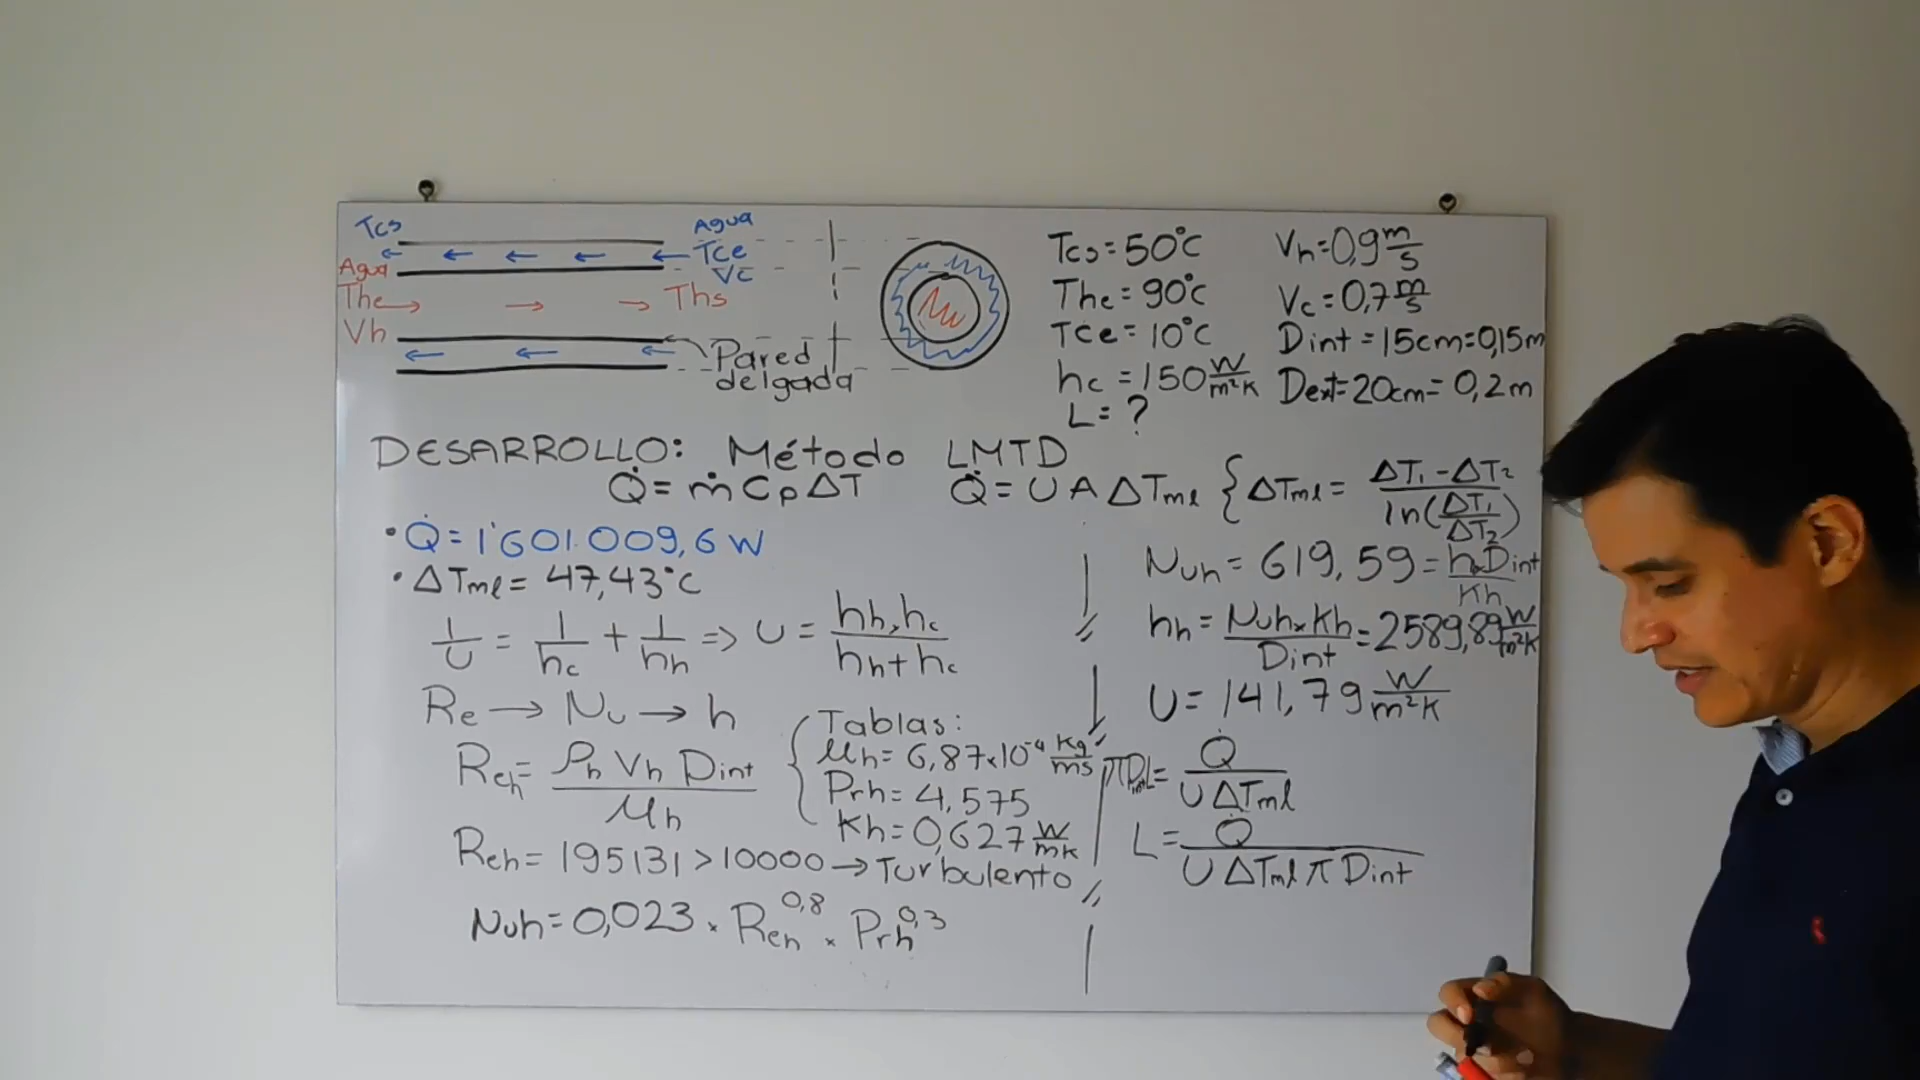 Tcs
Agua
Tce
Vc
Agua
The
Ths
Vh
Pared
delgada
Tcs = 50°C
The = 90°C
Tce = 10°C
hc = 150 W/m²K
L = ?
Vh = 0,9 m/s
Vc = 0,7 m/s
Dint = 15cm = 0,15m
Dext = 20cm = 0,2m
DESARROLLO: Método LMTD
Q̇ = ṁ Cp ΔT Q̇ = U A ΔTml { ΔTml = (ΔT1 - ΔT2) / ln(ΔT1/ΔT2)
• Q̇ = 1'601.009,6 W
• ΔTml = 47,43°C
1/U = 1/hc + 1/hh => U = hh x hc / (hh + hc)
Re → Nu → h
Reh = ρh Vh Dint / μh
Tablas:
μh = 6,87x10⁻⁴ Kg/ms
Prh = 4,575
Kh = 0,627 W/mK
Reh = 195131 > 10000 → Turbulento
Nuh = 0,023 x Reh^0,8 x Prh^0,3
Nuh = 619,59 = h x Dint / Kh
hh = Nuh x Kh / Dint = 2589,89 W/m²K
U = 141,79 W/m²K
πDintL = Q̇ / U ΔTml
L = Q̇ / U ΔTml π Dint